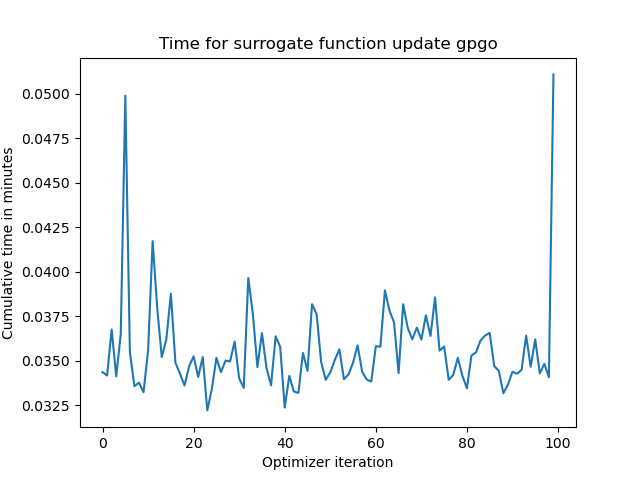 Time for surrogate function update gpgo
0.0500
0.0475
0.0450
0.0425
0.0400
0.0375
0.0350
0.0325
Cumulative time in minutes
0 20 40 60 80 100
Optimizer iteration